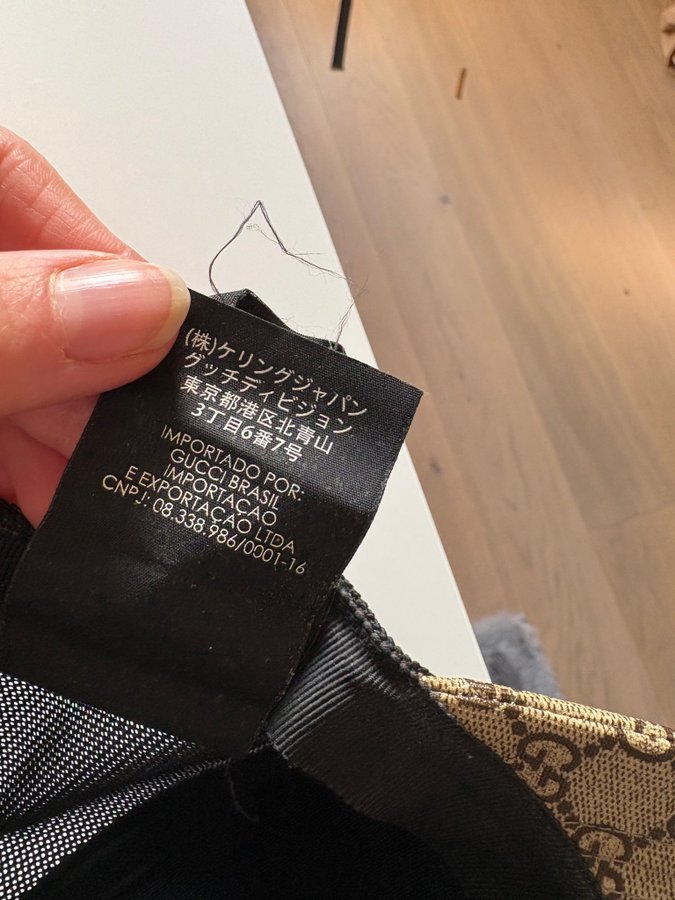 (株)ケリングジャパン
グッチディビジョン
東京都港区北青山
3丁目6番7号
IMPORTADO POR:
GUCCI BRASIL
IMPORTACAO
E EXPORTACAO LTDA
CNPJ: 08.338.986/0001-16